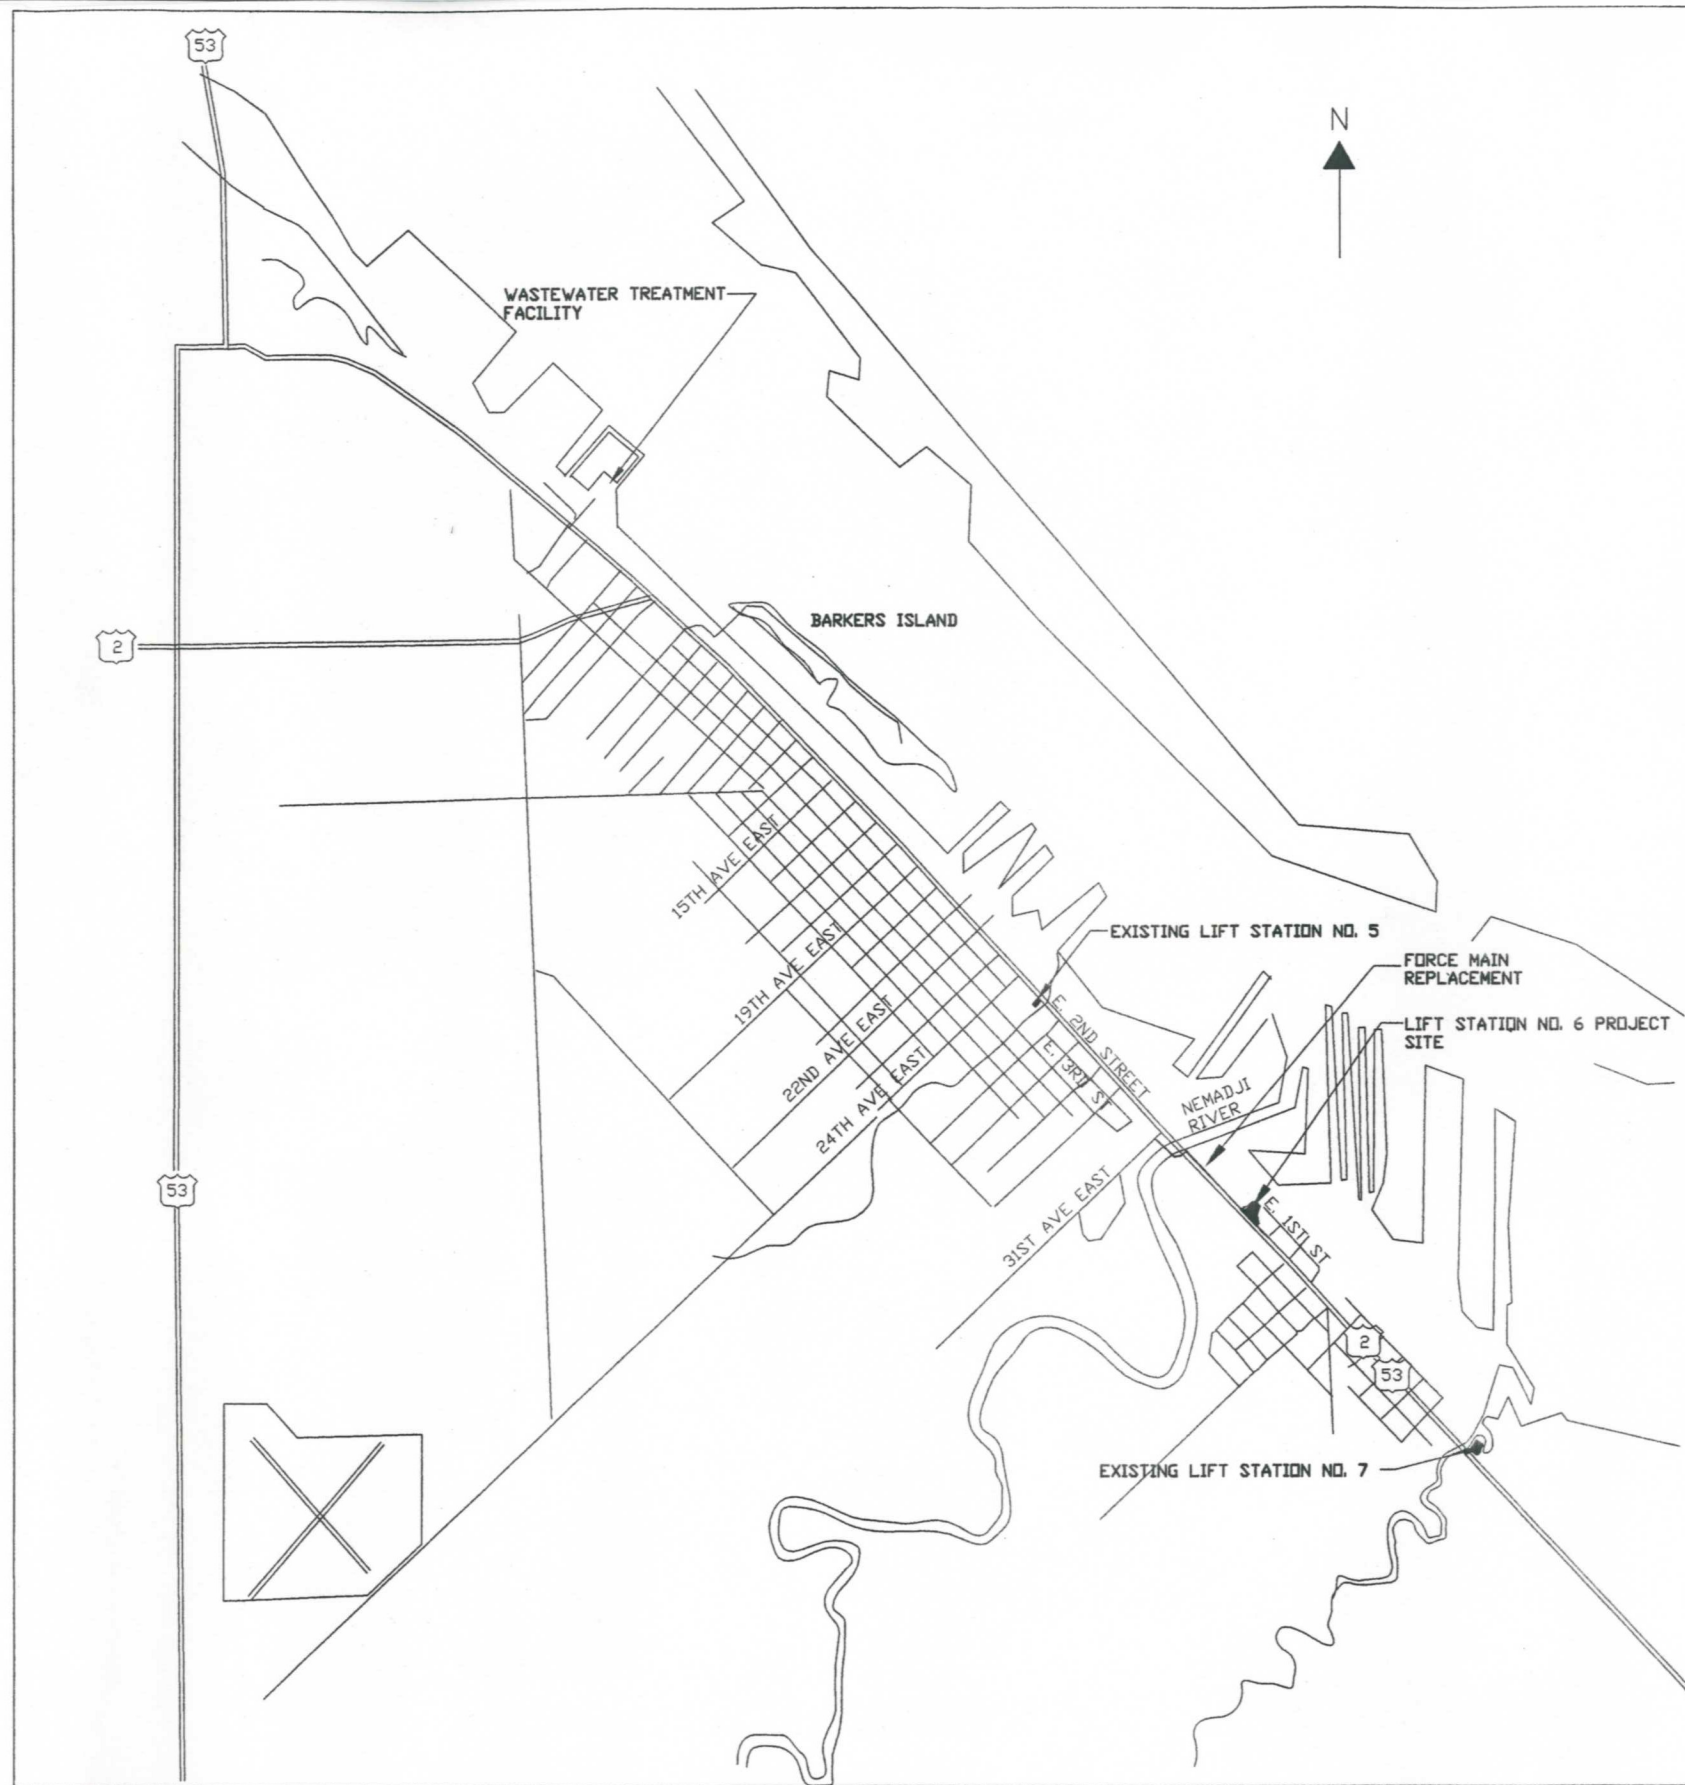 53
N
WASTEWATER TREATMENT
FACILITY
BARKERS ISLAND
2
15TH AVE EAST
EXISTING LIFT STATION NO. 5
19TH AVE EAST
FORCE MAIN
REPLACEMENT
22ND AVE EAST
E. 2ND STREET
LIFT STATION NO. 6 PROJECT
SITE
E. 3RD ST
24TH AVE EAST
NEMADJI
RIVER
53
31ST AVE EAST
E. 1ST ST
2
53
EXISTING LIFT STATION NO. 7